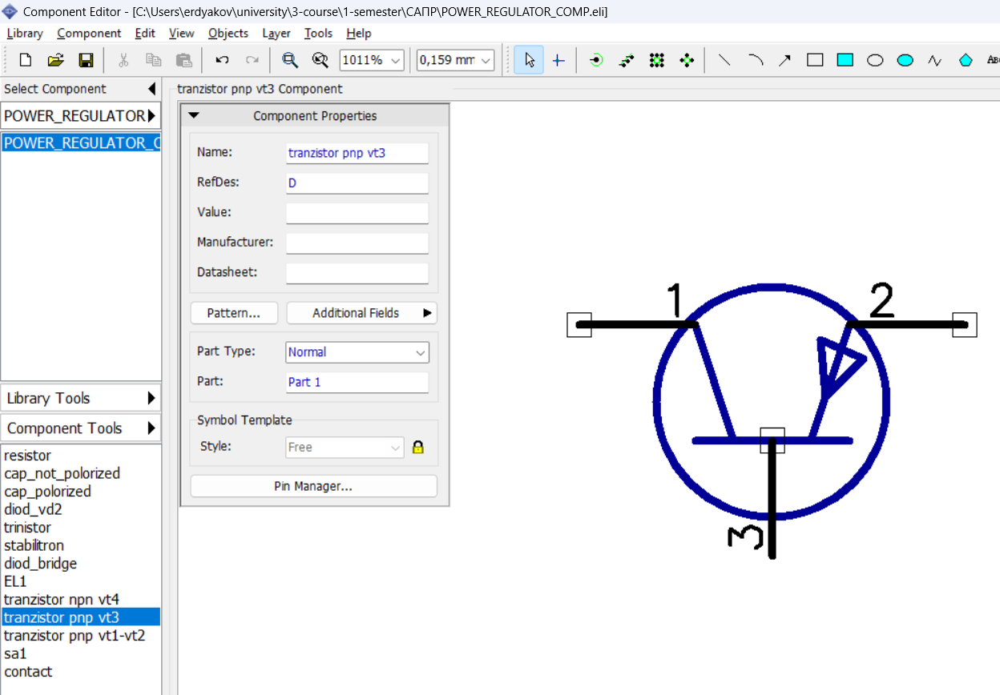 Component Editor - [C:\Users\erdyakov\university\3-course\1-semester\САПР\POWER_REGULATOR_COMP.eli]
Library Component Edit View Objects Layer Tools Help
1011% 0,159 mm
Select Component
POWER_REGULATOR
POWER_REGULATOR_C
Library Tools
Component Tools
resistor
cap_not_polorized
cap_polorized
diod_vd2
trinistor
stabilitron
diod_bridge
EL1
tranzistor npn vt4
tranzistor pnp vt3
tranzistor pnp vt1-vt2
sa1
contact
tranzistor pnp vt3 Component
Component Properties
Name: tranzistor pnp vt3
RefDes: D
Value:
Manufacturer:
Datasheet:
Pattern... Additional Fields
Part Type: Normal
Part: Part 1
Symbol Template
Style: Free
Pin Manager...
1 2
3